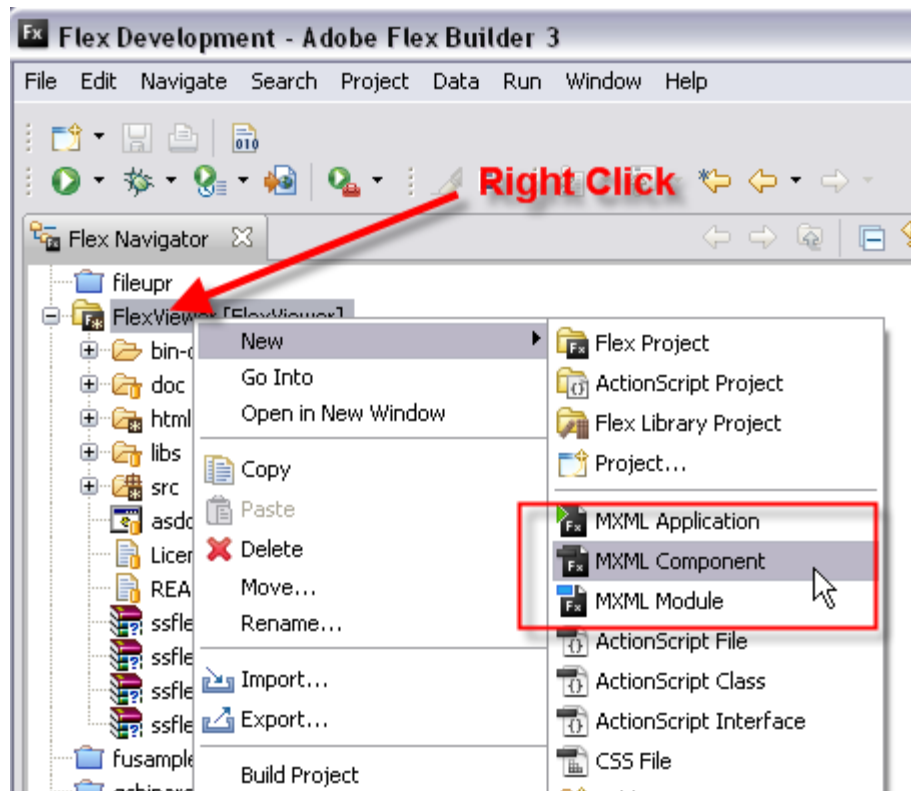 Fx Flex Development - Adobe Flex Builder 3
File Edit Navigate Search Project Data Run Window Help
010
Right Click
Flex Navigator
fileupr
FlexViewer [FlexViewer]
bin-
doc
html
libs
src
asdo
Licen
REA
ssfle
ssfle
ssfle
ssfle
fusample
New
Go Into
Open in New Window
Copy
Paste
Delete
Move...
Rename...
Import...
Export...
Build Project
Flex Project
ActionScript Project
Flex Library Project
Project...
MXML Application
MXML Component
MXML Module
ActionScript File
ActionScript Class
ActionScript Interface
CSS File